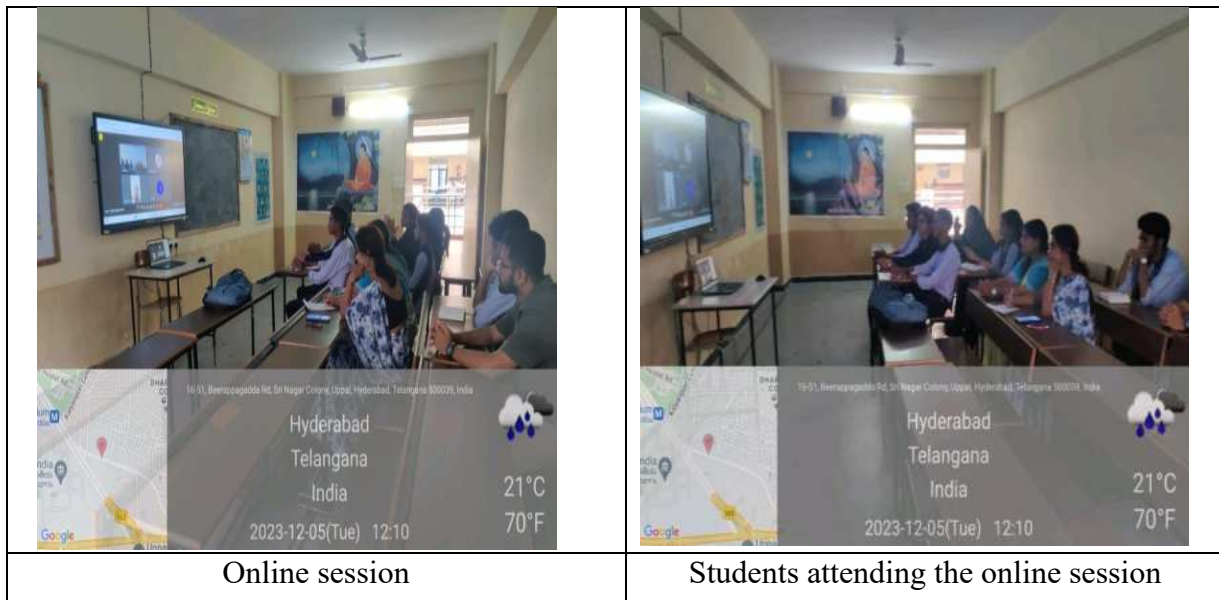 16-51, Beerappagadda Rd, Sri Nagar Colony, Uppal, Hyderabad, Telangana 500039, India
Hyderabad
Telangana
India
21°C
70°F
2023-12-05(Tue) 12:10
Google
Online session
16-51, Beerappagadda Rd, Sri Nagar Colony, Uppal, Hyderabad, Telangana 500039, India
Hyderabad
Telangana
India
21°C
70°F
2023-12-05(Tue) 12:10
Google
Students attending the online session